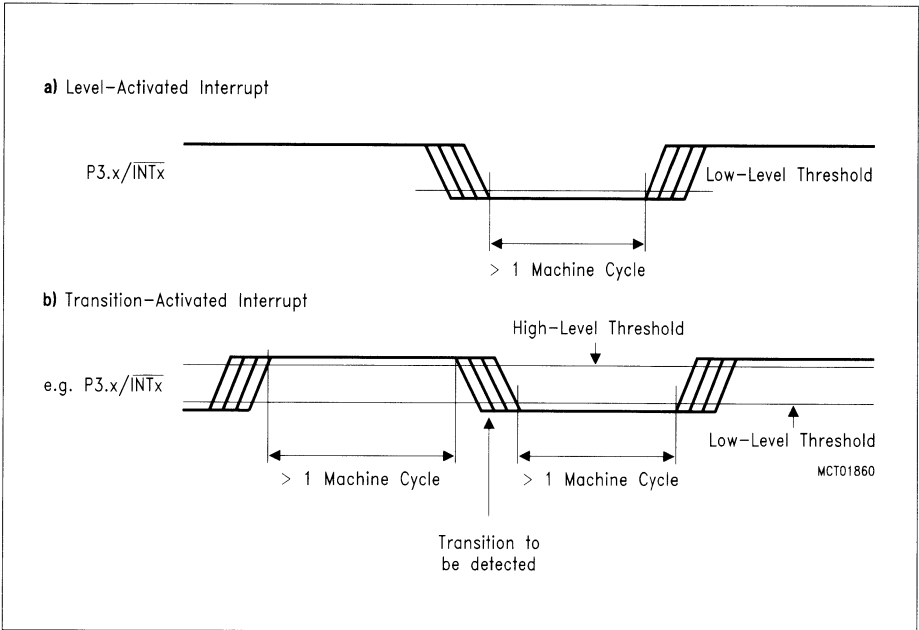 a) Level-Activated Interrupt
P3.x/INTx
Low-Level Threshold
> 1 Machine Cycle
b) Transition-Activated Interrupt
High-Level Threshold
e.g. P3.x/INTx
Low-Level Threshold
MCT01860
> 1 Machine Cycle
> 1 Machine Cycle
Transition to
be detected